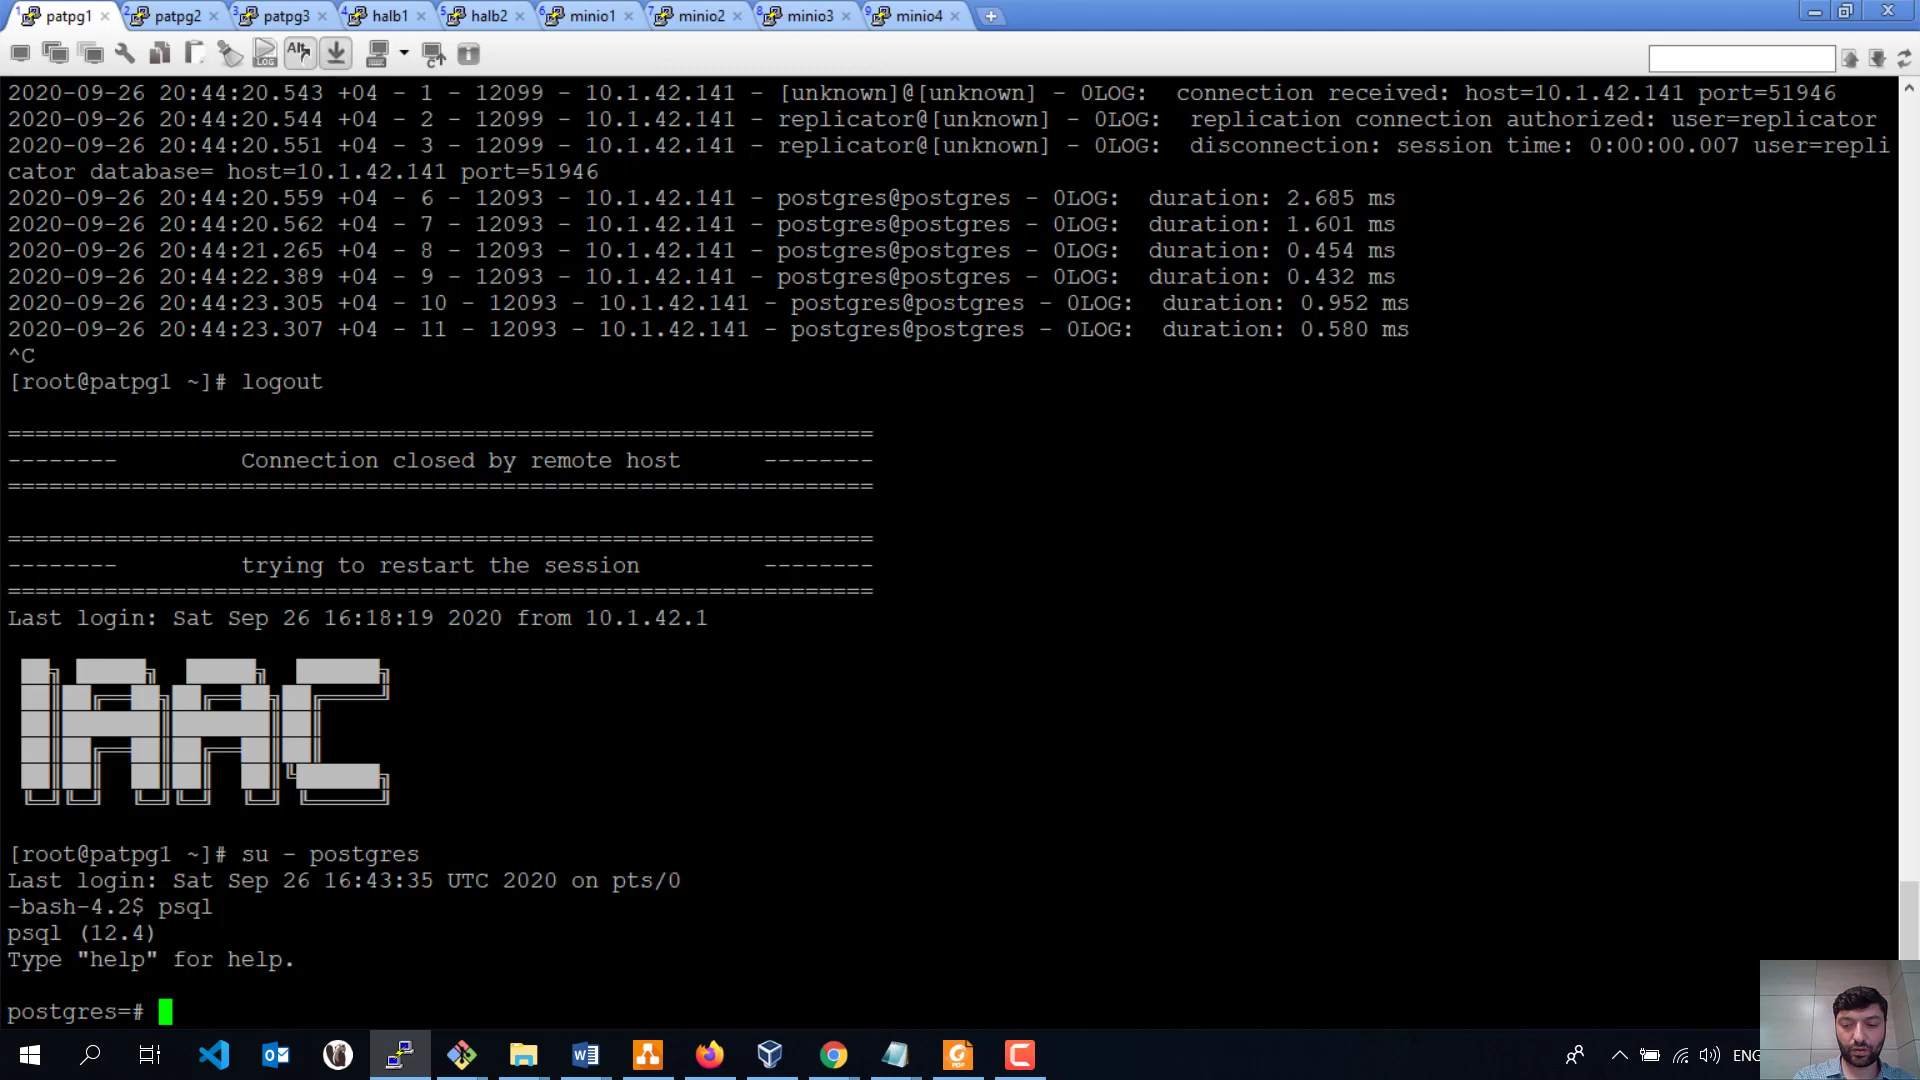 1 patpg1 2 patpg2 3 patpg3 4 halb1 5 halb2 6 minio1 7 minio2 8 minio3 9 minio4
LOG Alt
2020-09-26 20:44:20.543 +04 - 1 - 12099 - 10.1.42.141 - [unknown]@[unknown] - 0LOG:  connection received: host=10.1.42.141 port=51946
2020-09-26 20:44:20.544 +04 - 2 - 12099 - 10.1.42.141 - replicator@[unknown] - 0LOG:  replication connection authorized: user=replicator
2020-09-26 20:44:20.551 +04 - 3 - 12099 - 10.1.42.141 - replicator@[unknown] - 0LOG:  disconnection: session time: 0:00:00.007 user=repli
cator database= host=10.1.42.141 port=51946
2020-09-26 20:44:20.559 +04 - 6 - 12093 - 10.1.42.141 - postgres@postgres - 0LOG:  duration: 2.685 ms
2020-09-26 20:44:20.562 +04 - 7 - 12093 - 10.1.42.141 - postgres@postgres - 0LOG:  duration: 1.601 ms
2020-09-26 20:44:21.265 +04 - 8 - 12093 - 10.1.42.141 - postgres@postgres - 0LOG:  duration: 0.454 ms
2020-09-26 20:44:22.389 +04 - 9 - 12093 - 10.1.42.141 - postgres@postgres - 0LOG:  duration: 0.432 ms
2020-09-26 20:44:23.305 +04 - 10 - 12093 - 10.1.42.141 - postgres@postgres - 0LOG:  duration: 0.952 ms
2020-09-26 20:44:23.307 +04 - 11 - 12093 - 10.1.42.141 - postgres@postgres - 0LOG:  duration: 0.580 ms
^C
[root@patpg1 ~]# logout
===============================================================
--------         Connection closed by remote host      --------
===============================================================
===============================================================
--------         trying to restart the session         --------
===============================================================
Last login: Sat Sep 26 16:18:19 2020 from 10.1.42.1
IAAC
[root@patpg1 ~]# su - postgres
Last login: Sat Sep 26 16:43:35 UTC 2020 on pts/0
-bash-4.2$ psql
psql (12.4)
Type "help" for help.
postgres=#
ENG